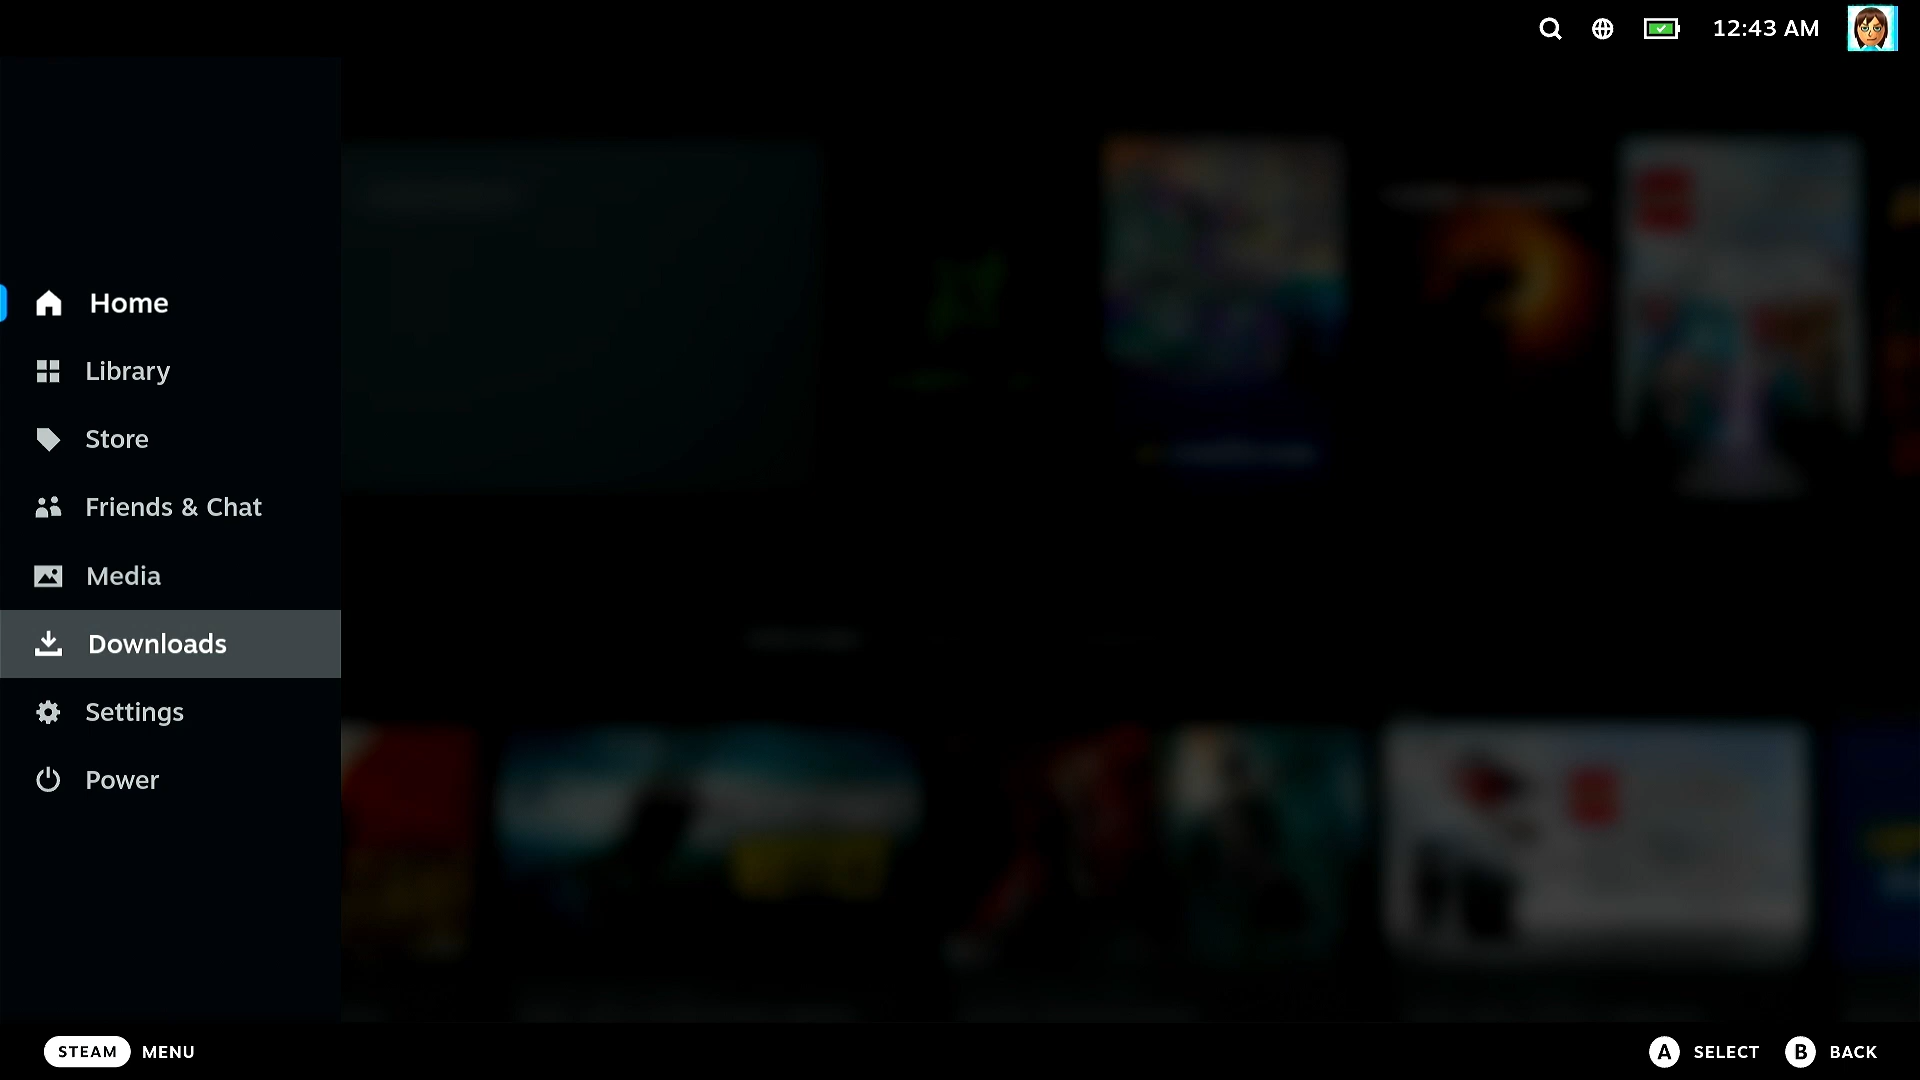 12:43 AM
Home
Library
Store
Friends & Chat
Media
Downloads
Settings
Power
STEAM MENU
A SELECT B BACK